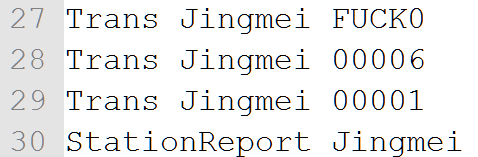 27 Trans Jingmei FUCK0
28 Trans Jingmei 00006
29 Trans Jingmei 00001
30 StationReport Jingmei